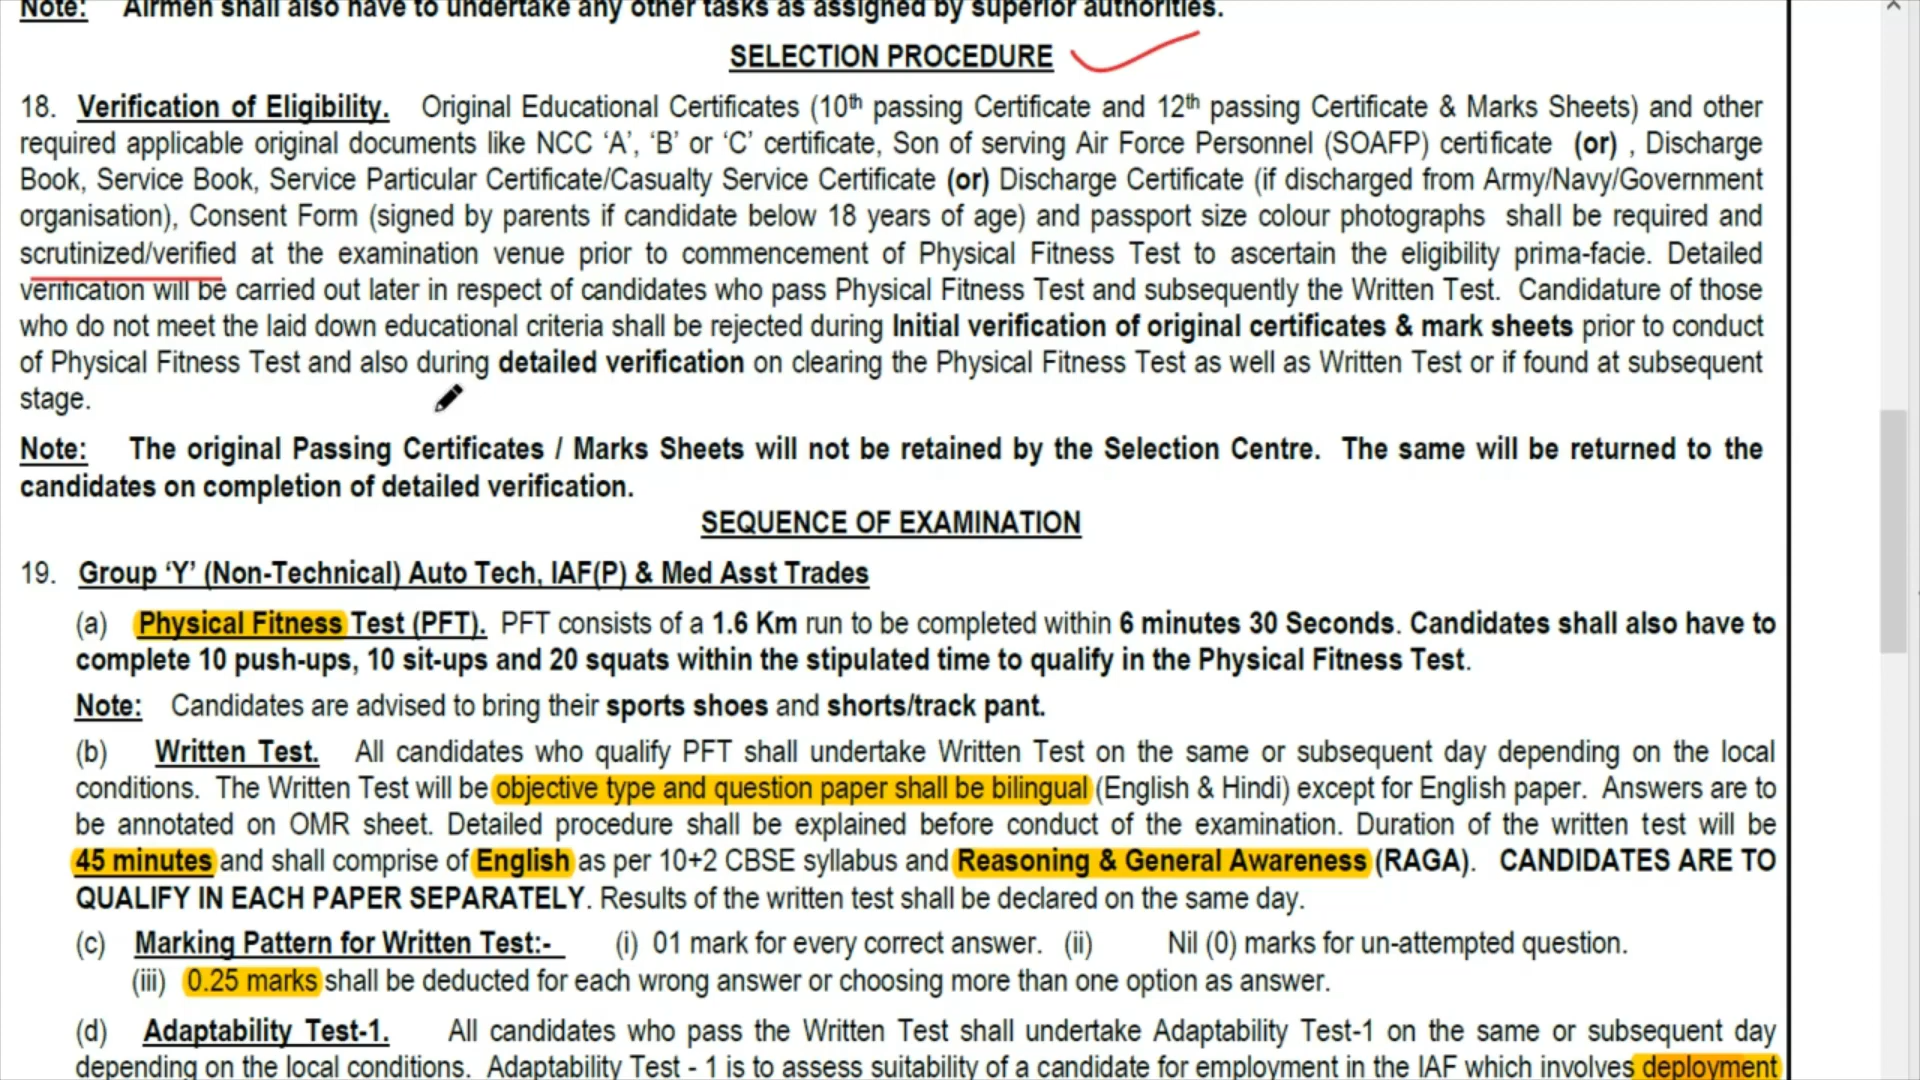 Note: Airmen shall also have to undertake any other tasks as assigned by superior authorities.
SELECTION PROCEDURE
18. Verification of Eligibility. Original Educational Certificates (10th passing Certificate and 12th passing Certificate & Marks Sheets) and other
required applicable original documents like NCC ‘A’, ‘B’ or ‘C’ certificate, Son of serving Air Force Personnel (SOAFP) certificate (or) , Discharge
Book, Service Book, Service Particular Certificate/Casualty Service Certificate (or) Discharge Certificate (if discharged from Army/Navy/Government
organisation), Consent Form (signed by parents if candidate below 18 years of age) and passport size colour photographs shall be required and
scrutinized/verified at the examination venue prior to commencement of Physical Fitness Test to ascertain the eligibility prima-facie. Detailed
verification will be carried out later in respect of candidates who pass Physical Fitness Test and subsequently the Written Test. Candidature of those
who do not meet the laid down educational criteria shall be rejected during Initial verification of original certificates & mark sheets prior to conduct
of Physical Fitness Test and also during detailed verification on clearing the Physical Fitness Test as well as Written Test or if found at subsequent
stage.
Note: The original Passing Certificates / Marks Sheets will not be retained by the Selection Centre. The same will be returned to the
candidates on completion of detailed verification.
SEQUENCE OF EXAMINATION
19. Group ‘Y’ (Non-Technical) Auto Tech, IAF(P) & Med Asst Trades
(a) Physical Fitness Test (PFT). PFT consists of a 1.6 Km run to be completed within 6 minutes 30 Seconds. Candidates shall also have to
complete 10 push-ups, 10 sit-ups and 20 squats within the stipulated time to qualify in the Physical Fitness Test.
Note: Candidates are advised to bring their sports shoes and shorts/track pant.
(b) Written Test. All candidates who qualify PFT shall undertake Written Test on the same or subsequent day depending on the local
conditions. The Written Test will be objective type and question paper shall be bilingual (English & Hindi) except for English paper. Answers are to
be annotated on OMR sheet. Detailed procedure shall be explained before conduct of the examination. Duration of the written test will be
45 minutes and shall comprise of English as per 10+2 CBSE syllabus and Reasoning & General Awareness (RAGA). CANDIDATES ARE TO
QUALIFY IN EACH PAPER SEPARATELY. Results of the written test shall be declared on the same day.
(c) Marking Pattern for Written Test:- (i) 01 mark for every correct answer. (ii) Nil (0) marks for un-attempted question.
(iii) 0.25 marks shall be deducted for each wrong answer or choosing more than one option as answer.
(d) Adaptability Test-1. All candidates who pass the Written Test shall undertake Adaptability Test-1 on the same or subsequent day
depending on the local conditions. Adaptability Test - 1 is to assess suitability of a candidate for employment in the IAF which involves deployment